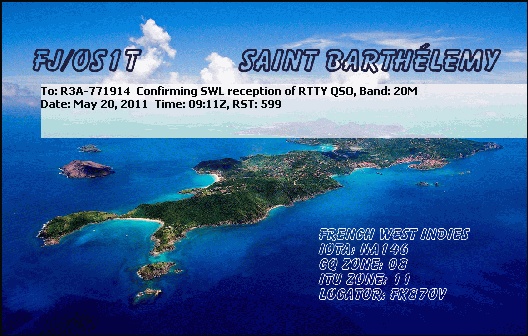 FJ/OS1T SAINT BARTHÉLEMY
To: R3A-771914 Confirming SWL reception of RTTY QSO, Band: 20M
Date: May 20, 2011 Time: 09:11Z, RST: 599
FRENCH WEST INDIES
IOTA: NA146
CQ ZONE: 08
ITU ZONE: 11
LOCATOR: FK87OV